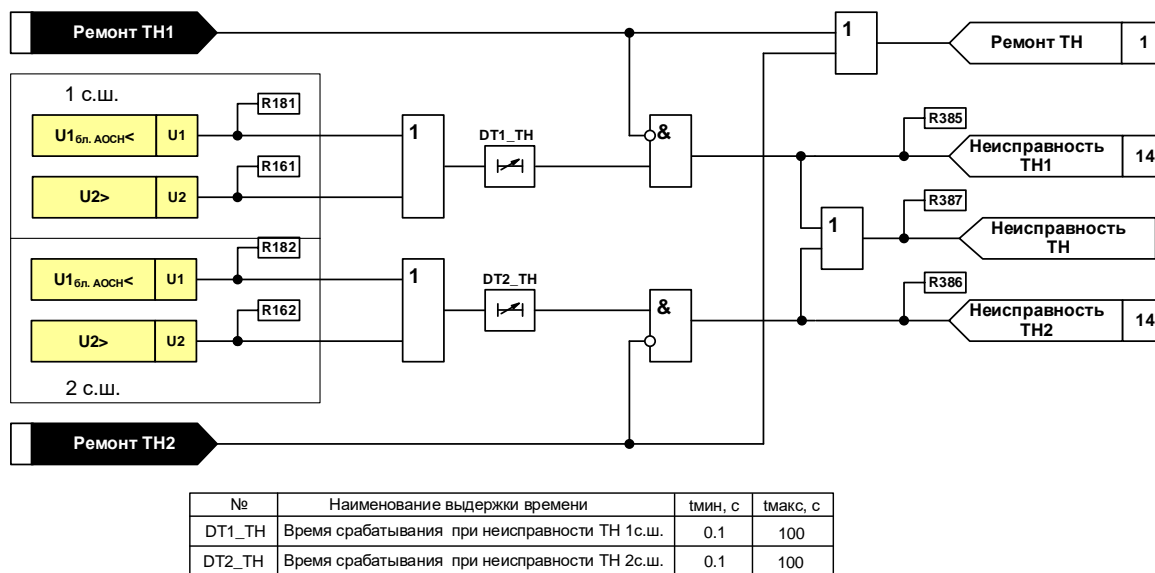 Ремонт ТН1
1
Ремонт ТН
1
1 с.ш.
R181
U1бл. АОСН<
U1
1
DT1_TH
&
R385
Неисправность ТН1
14
R161
U2>
U2
R387
1
Неисправность ТН
R182
U1бл. АОСН<
U1
1
DT2_TH
&
R386
Неисправность ТН2
14
R162
U2>
U2
2 с.ш.
Ремонт ТН2
№ Наименование выдержки времени tмин, с tмакс, с
DT1_TH Время срабатывания при неисправности ТН 1с.ш. 0.1 100
DT2_TH Время срабатывания при неисправности ТН 2с.ш. 0.1 100